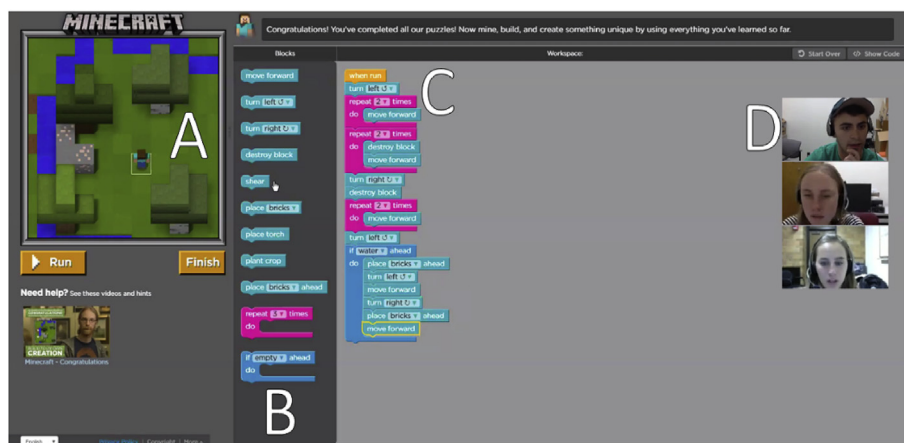 MINECRAFT
Congratulations! You've completed all our puzzles! Now mine, build, and create something unique by using everything you've learned so far.
Blocks
Workspace:
Start Over
Show Code
A
Run
Finish
Need help? See these videos and hints
CREATION
Minecraft - Congratulations
English
Privacy Policy | Copyright | More
move forward
turn left
turn right
destroy block
shear
place bricks
place torch
plant crop
place bricks ahead
repeat 3 times
do
if empty ahead
do
B
when run
turn left
repeat 2 times
do move forward
repeat 2 times
do destroy block
move forward
turn right
destroy block
repeat 2 times
do move forward
turn left
if water ahead
do place bricks ahead
turn left
move forward
turn right
place bricks ahead
move forward
C
D